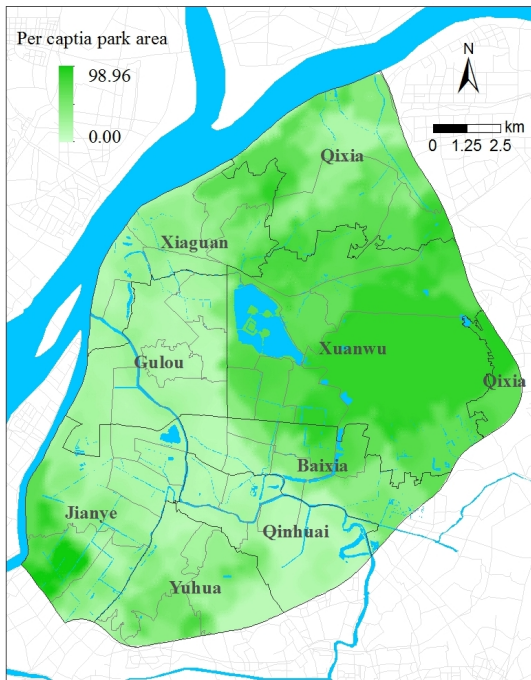 Per captia park area
98.96
0.00
N
0 1.25 2.5
Qixia
Xiaguan
Xuanwu
Gulou
Qixia
Baixia
Jianye
Qinhuai
Yuhua